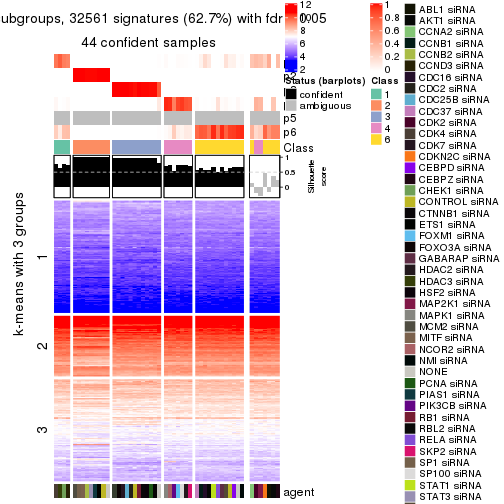 ubgroups, 32561 signatures (62.7%) with fdr 0.05
44 confident samples
p5
p6
Class
1
0.5
0
Silhouette
score
k-means with 3 groups
1
2
3
agent
12
10
8
6
4
2
Status (barplots)
confident
ambiguous
1
0.8
0.6
0.4
0.2
0
Class
1
2
3
4
6
ABL1 siRNA
AKT1 siRNA
CCNA2 siRNA
CCNB1 siRNA
CCNB2 siRNA
CCND3 siRNA
CDC16 siRNA
CDC2 siRNA
CDC25B siRNA
CDC37 siRNA
CDK2 siRNA
CDK4 siRNA
CDK7 siRNA
CDKN2C siRNA
CEBPD siRNA
CEBPZ siRNA
CHEK1 siRNA
CONTROL siRNA
CTNNB1 siRNA
ETS1 siRNA
FOXM1 siRNA
FOXO3A siRNA
GABARAP siRNA
HDAC2 siRNA
HDAC3 siRNA
HSF2 siRNA
MAP2K1 siRNA
MAPK1 siRNA
MCM2 siRNA
MITF siRNA
NCOR2 siRNA
NMI siRNA
NONE
PCNA siRNA
PIAS1 siRNA
PIK3CB siRNA
RB1 siRNA
RBL2 siRNA
RELA siRNA
SKP2 siRNA
SP1 siRNA
SP100 siRNA
STAT1 siRNA
STAT3 siRNA